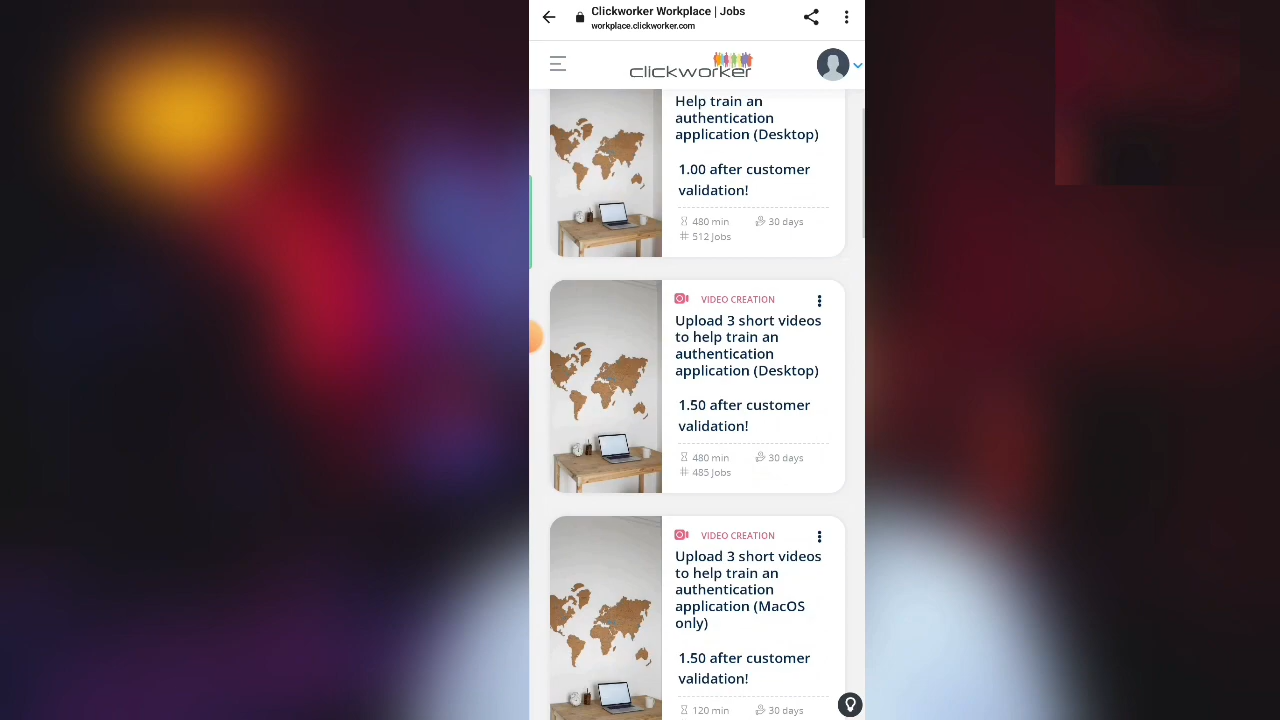 Clickworker Workplace | Jobs
workplace.clickworker.com
clickworker
Help train an
authentication
application (Desktop)
1.00 after customer
validation!
480 min 30 days
512 Jobs
VIDEO CREATION
Upload 3 short videos
to help train an
authentication
application (Desktop)
1.50 after customer
validation!
480 min 30 days
485 Jobs
VIDEO CREATION
Upload 3 short videos
to help train an
authentication
application (MacOS
only)
1.50 after customer
validation!
120 min 30 days